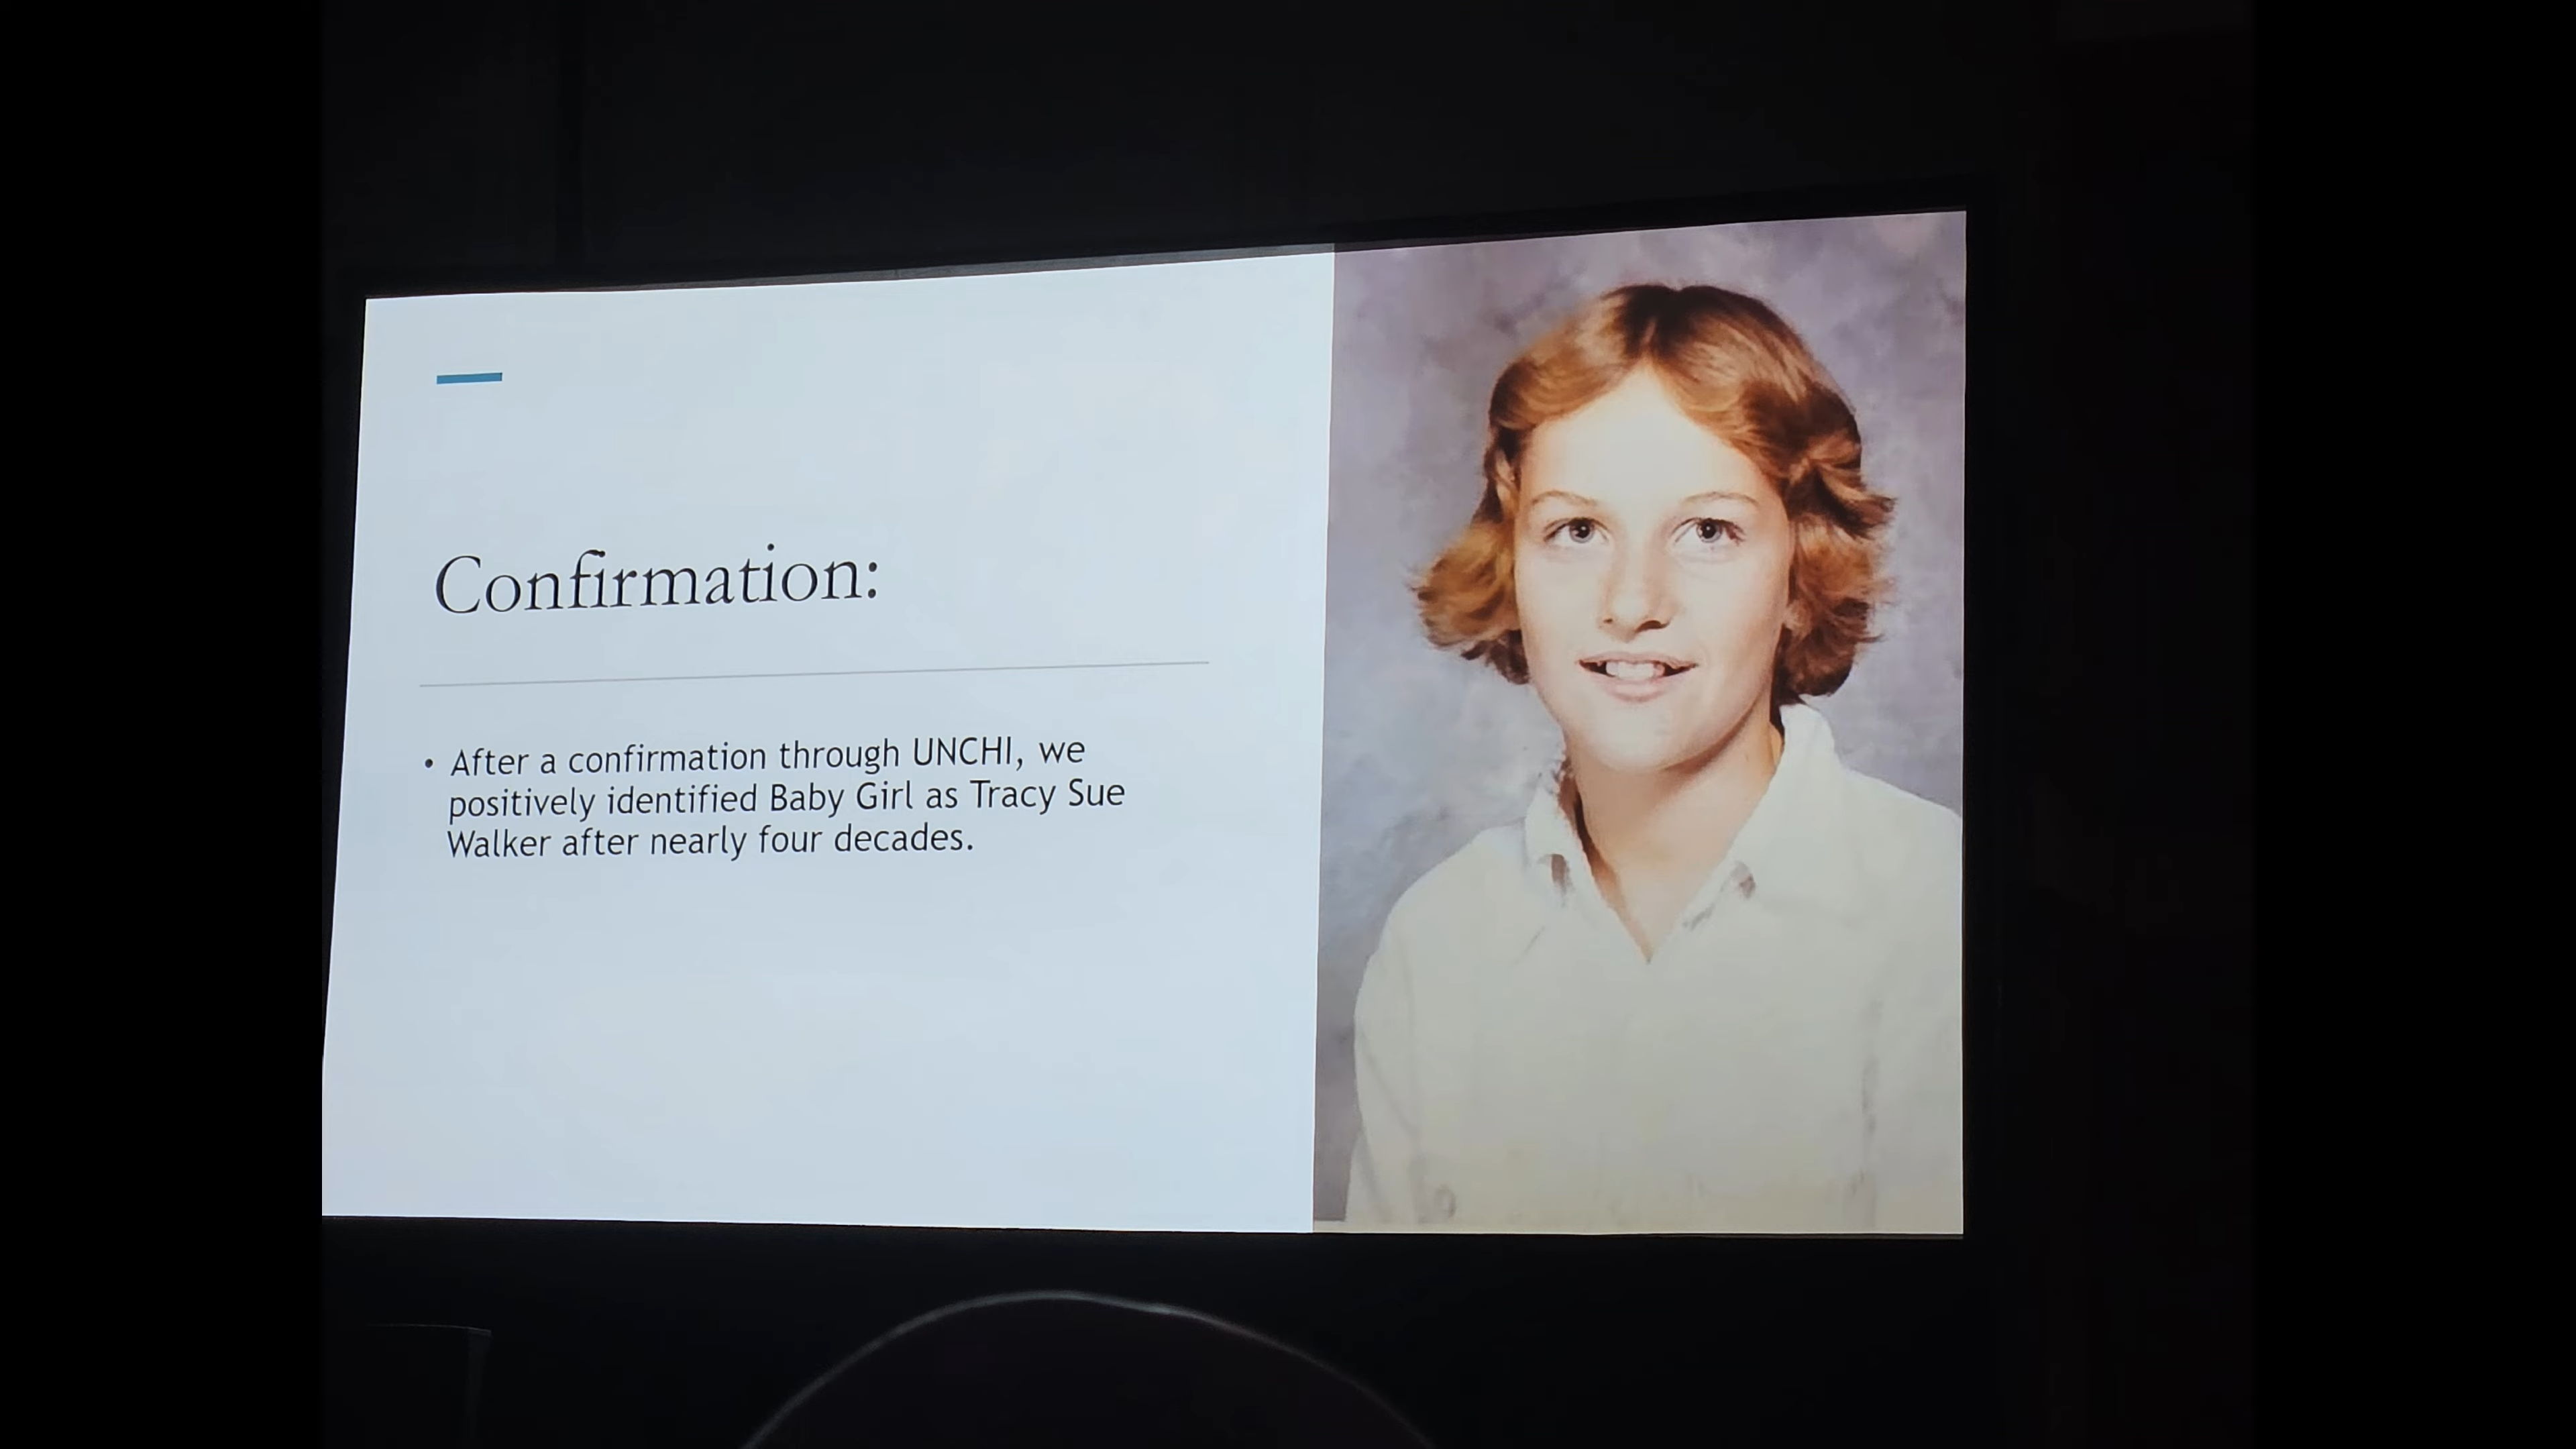 Confirmation:
• After a confirmation through UNCHI, we
positively identified Baby Girl as Tracy Sue
Walker after nearly four decades.